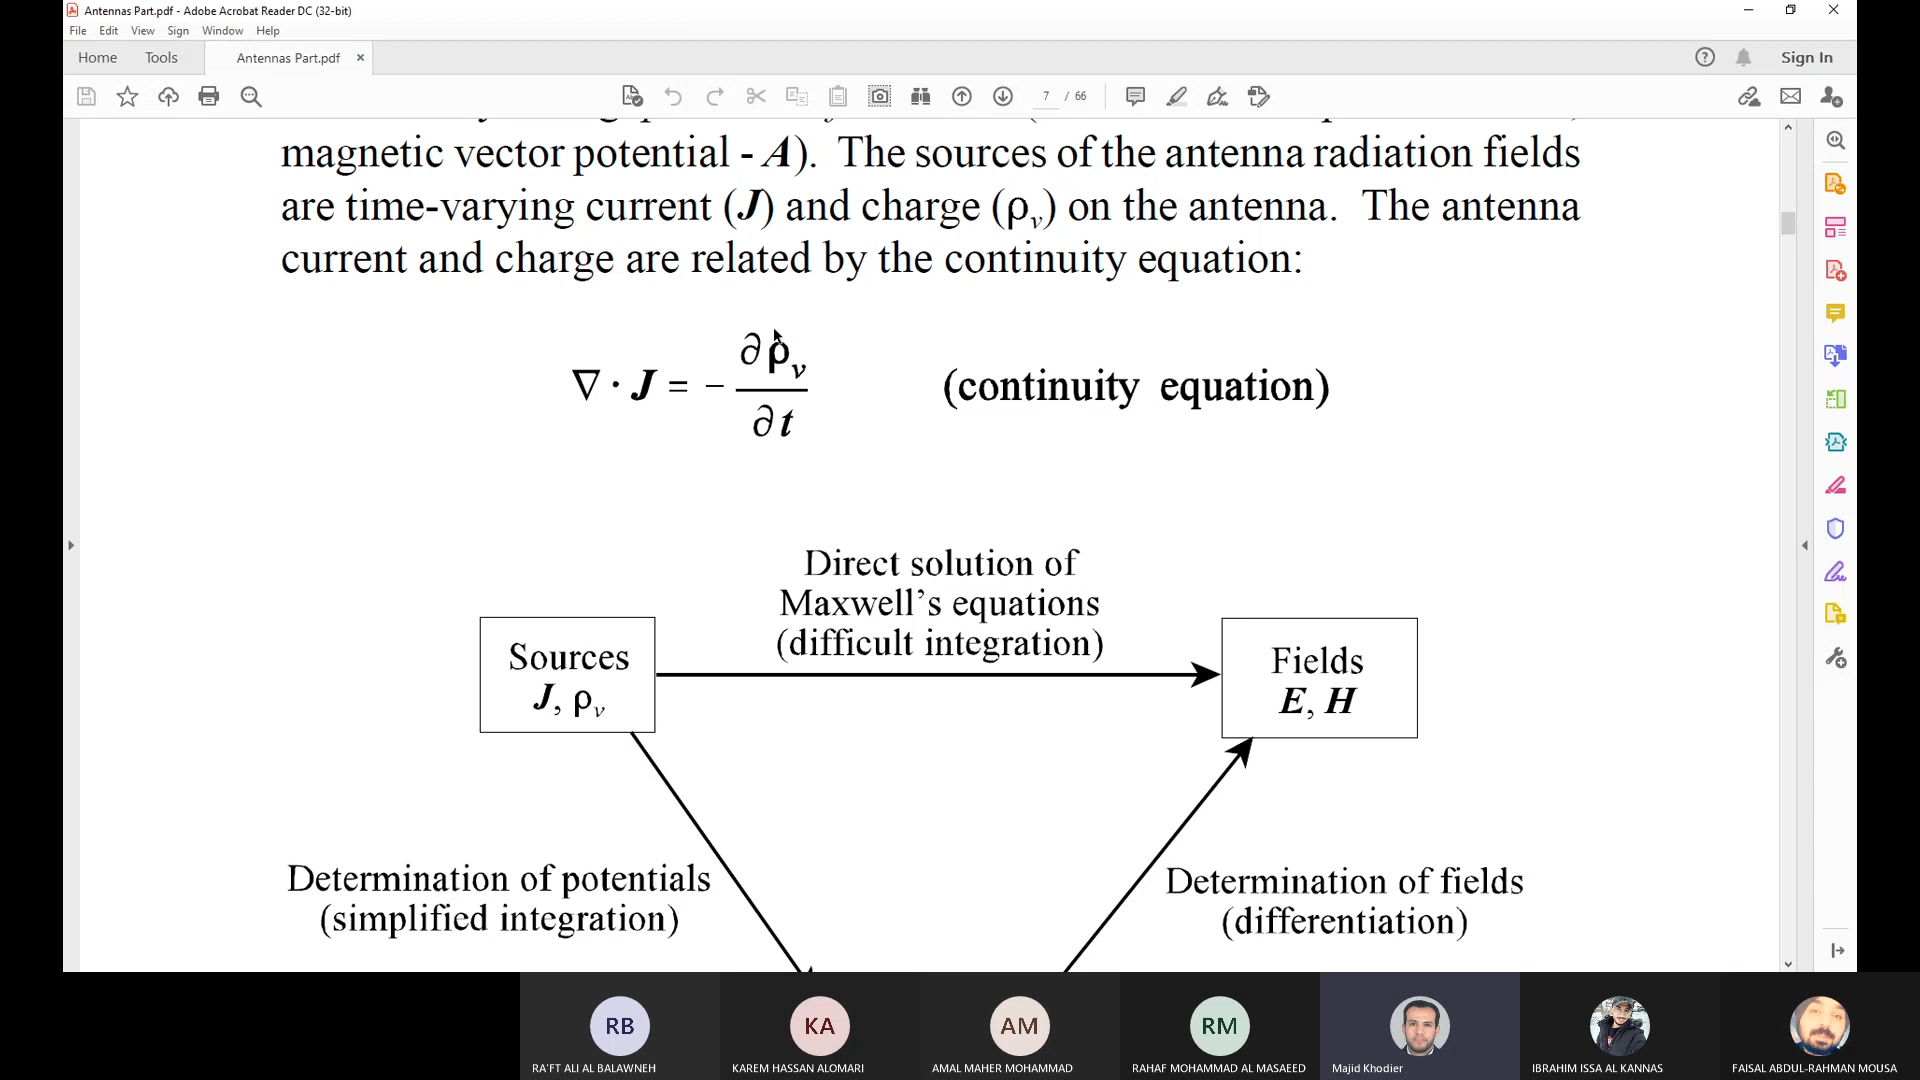 Antennas Part.pdf - Adobe Acrobat Reader DC (32-bit)
File Edit View Sign Window Help
Home Tools Antennas Part.pdf × Sign In
7 / 66
magnetic vector potential - A). The sources of the antenna radiation fields
are time-varying current (J) and charge (ρv) on the antenna. The antenna
current and charge are related by the continuity equation:
∇ · J = − ∂ρv / ∂t (continuity equation)
Direct solution of
Maxwell’s equations
(difficult integration)
Sources
J, ρv
Fields
E, H
Determination of potentials
(simplified integration)
Determination of fields
(differentiation)
RB KA AM RM
RA'FT ALI AL BALAWNEH KAREM HASSAN ALOMARI AMAL MAHER MOHAMMAD RAHAF MOHAMMAD AL MASAEED Majid Khodier IBRAHIM ISSA AL KANNAS FAISAL ABDUL-RAHMAN MOUSA